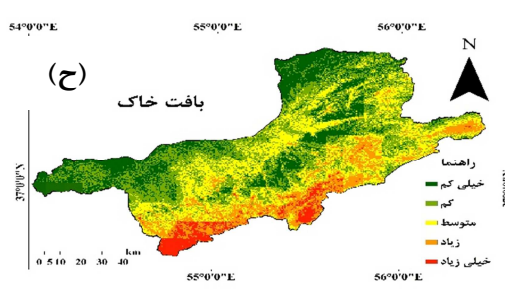 54°0'0"E 55°0'0"E 56°0'0"E
N
(ح)
بافت خاک
راهنما
خیلی کم
کم
متوسط
زیاد
خیلی زیاد
37°0'0"N
km
0 5 10 20 30 40
55°0'0"E 56°0'0"E